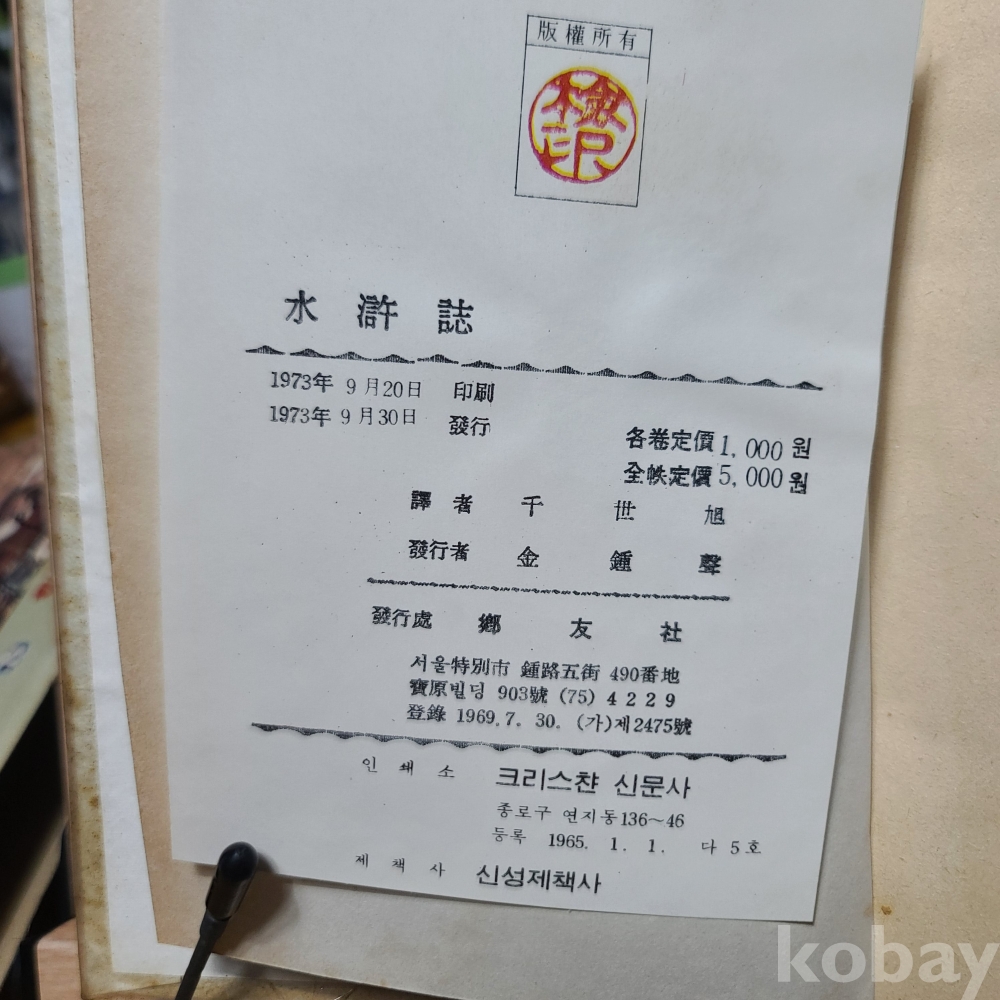 版權所有
水滸誌
1973年 9月20日 印刷
1973年 9月30日 發行
各卷定價 1,000 원
全帙定價 5,000 원
譯者 千世旭
發行者 金鍾聲
發行處 鄕友社
서울特別市 鍾路五街 490番地
寶原빌딩 903號 (75) 4229
登錄 1969. 7. 30. (가)제2475號
인쇄소 크리스챤 신문사
종로구 연지동136~46
등록 1965. 1. 1. 다 5호
제책사 신성제책사
kobay